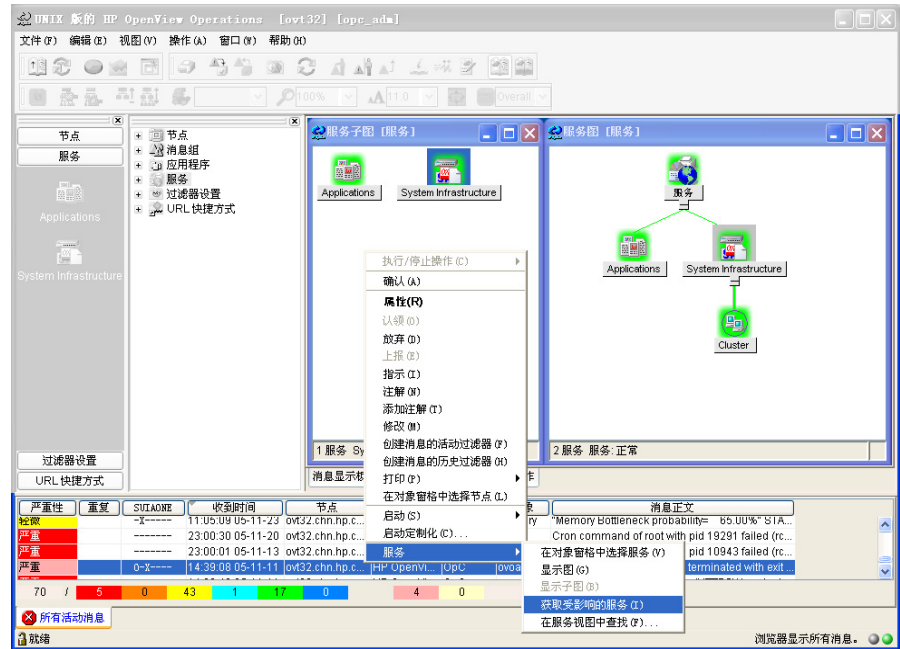 UNIX 版的 HP OpenView Operations [ovt32] [opc_adm]
文件(F) 编辑(E) 视图(V) 操作(A) 窗口(W) 帮助(H)
100% 11.0 Overall
节点
服务
Applications
System Infrastructure
过滤器设置
URL 快捷方式
节点
消息组
应用程序
服务
过滤器设置
URL 快捷方式
服务子图 [服务]
Applications
System Infrastructure
1 服务 Sy
服务图 [服务]
服务
Applications
System Infrastructure
Cluster
2 服务 服务:正常
消息显示板
作
执行/停止操作(C)
确认(A)
属性(R)
认领(O)
放弃(D)
上报(E)
指示(I)
注解(N)
添加注解(T)
修改(M)
创建消息的活动过滤器(F)
创建消息的历史过滤器(H)
打印(P)
在对象窗格中选择节点(L)
启动(S)
启动定制化(C)...
服务
在对象窗格中选择服务(V)
显示图(G)
显示子图(B)
获取受影响的服务(I)
在服务视图中查找(F)...
严重性 重复 SUIAONE 收到时间 节点 消息正文
轻微 -X----- 11:05:09 05-11-23 ovt32.chn.hp.c... ry "Memory Bottleneck probability= 65.00%" STA...
严重 ------- 23:00:30 05-11-20 ovt32.chn.hp.c... Cron command of root with pid 19291 failed (rc...
严重 ------- 23:00:01 05-11-13 ovt32.chn.hp.c... pid 10943 failed (rc...
严重 O-X---- 14:39:08 05-11-11 ovt32.chn.hp.c... HP OpenVi... OpC ovoa terminated with exit ...
70 / 5 0 43 1 17 0 4 0
所有活动消息
就绪
浏览器显示所有消息。